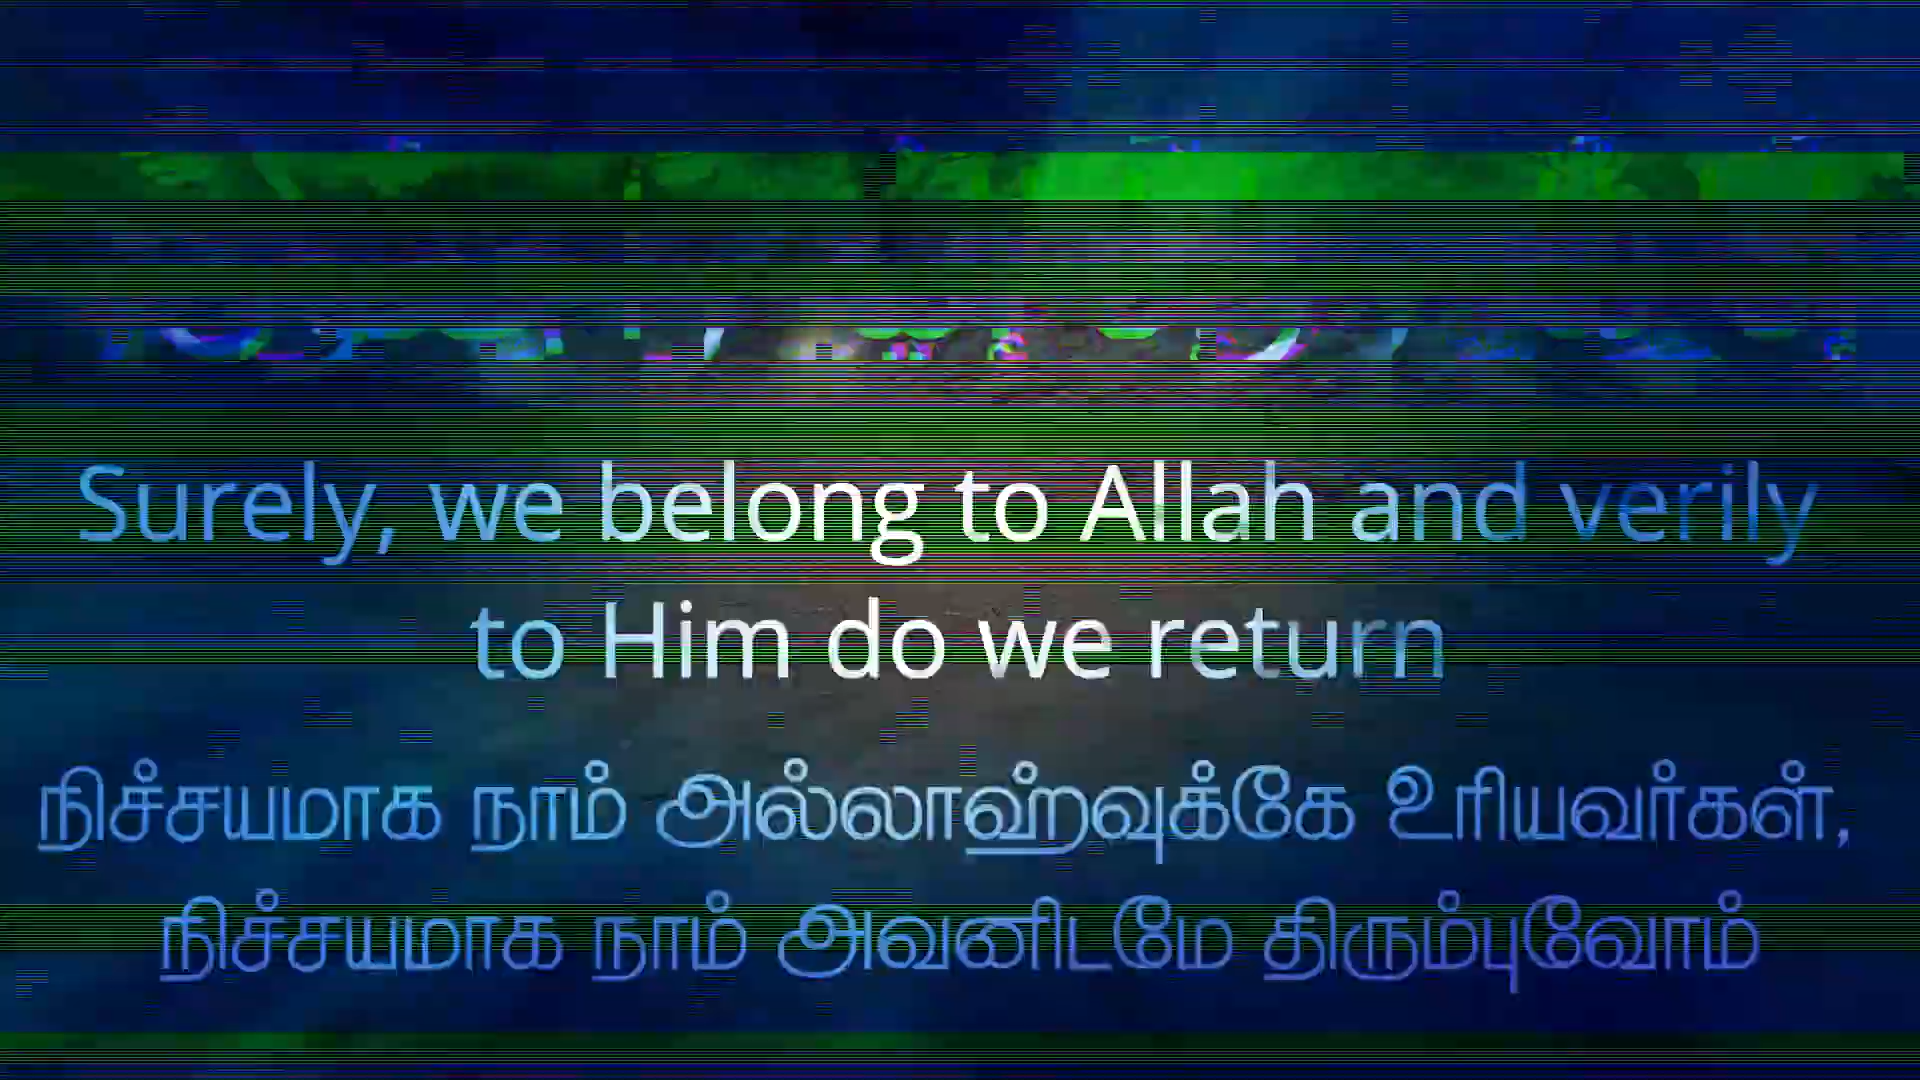 Surely, we belong to Allah and verily
to Him do we return
நிச்சயமாக நாம் அல்லாஹ்வுக்கே உரியவர்கள்,
நிச்சயமாக நாம் அவனிடமே திரும்புவோம்